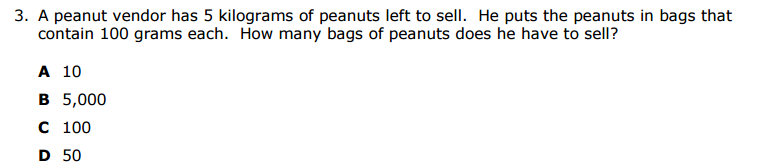 3. A peanut vendor has 5 kilograms of peanuts left to sell. He puts the peanuts in bags that
contain 100 grams each. How many bags of peanuts does he have to sell?
A 10
B 5,000
C 100
D 50